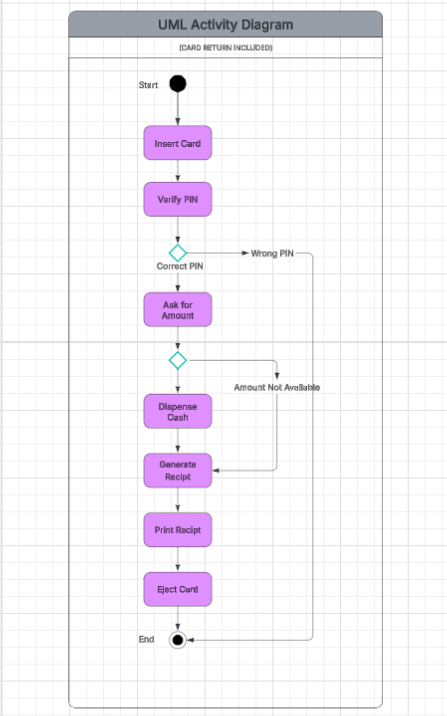 UML Activity Diagram
(CARD RETURN INCLUDED)
Start
Insert Card
Verify PIN
Wrong PIN
Correct PIN
Ask for
Amount
Amount Not Available
Dispense
Cash
Generate
Recipt
Print Recipt
Eject Card
End